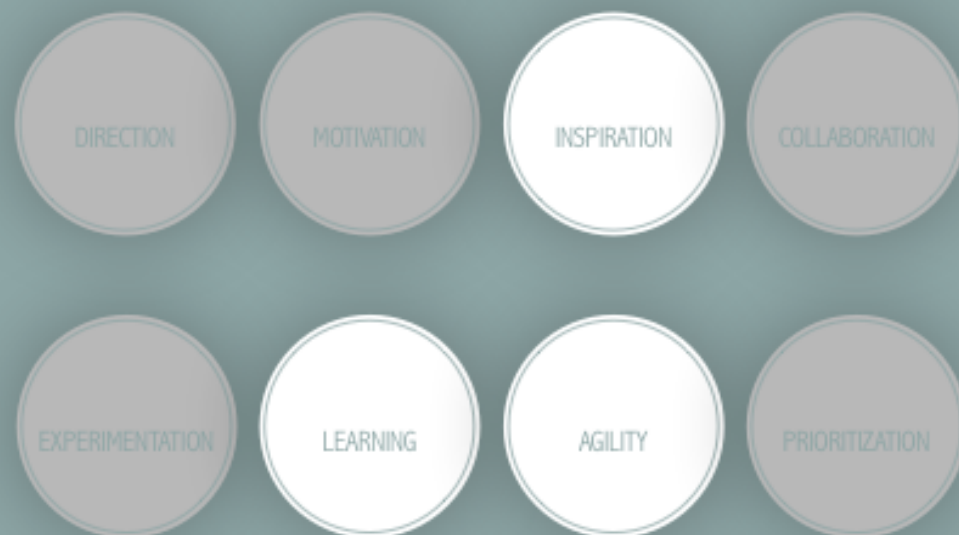 DIRECTION
MOTIVATION
INSPIRATION
COLLABORATION
EXPERIMENTATION
LEARNING
AGILITY
PRIORITIZATION